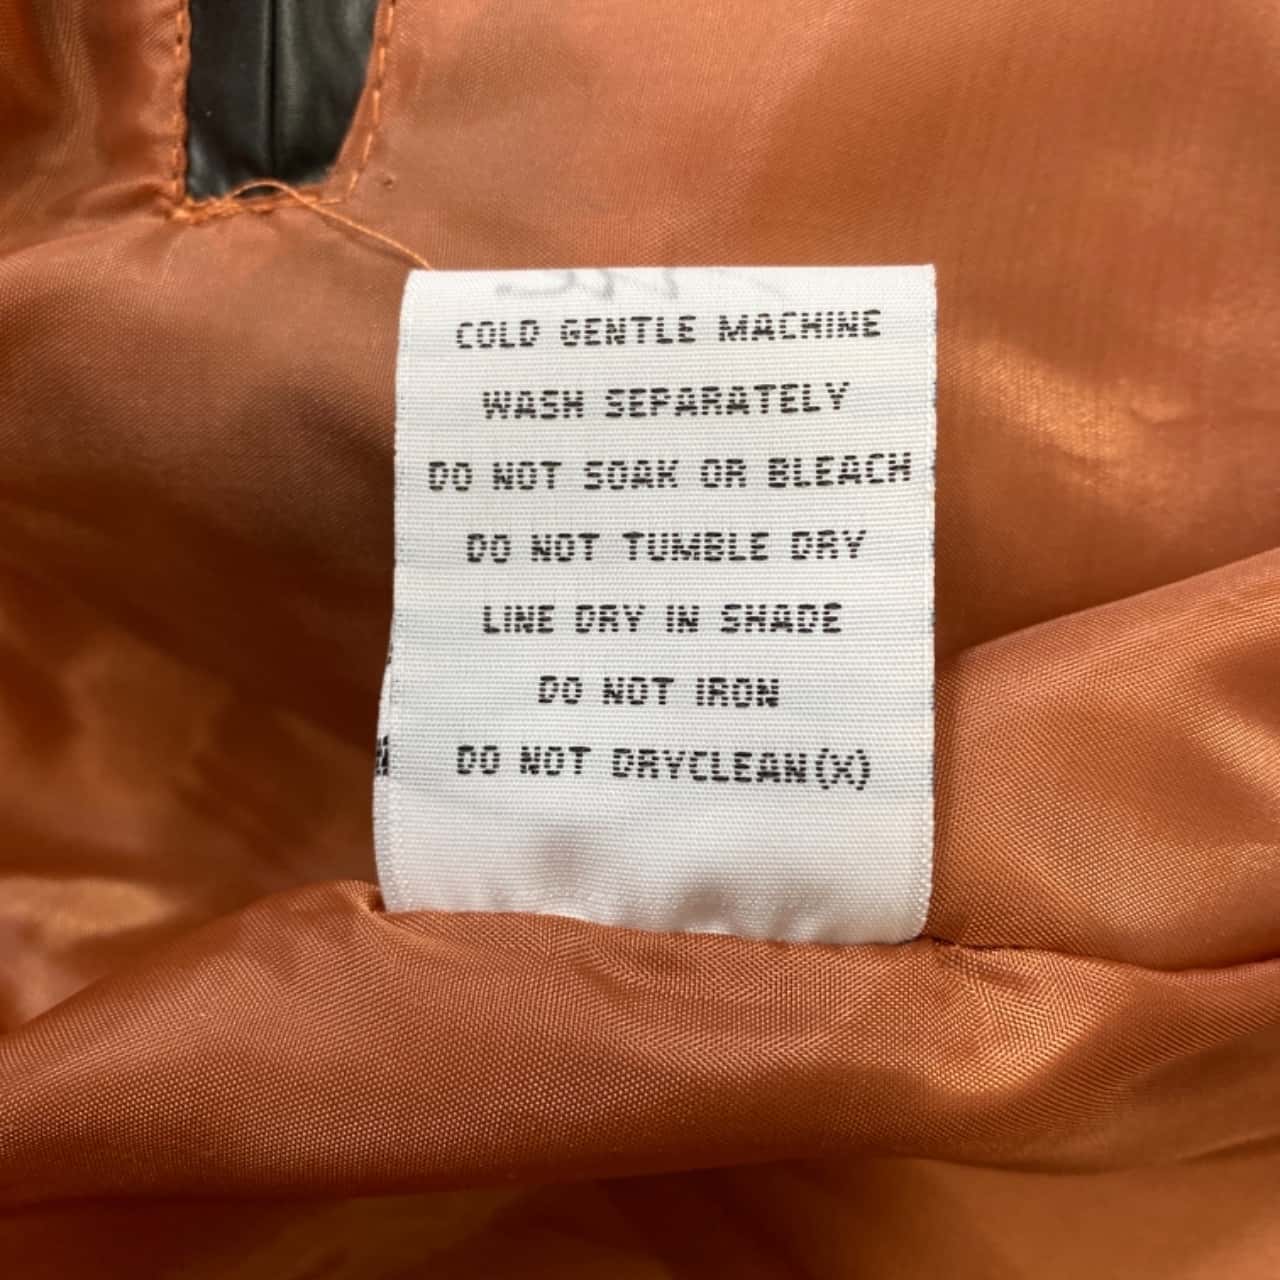 COLD GENTLE MACHINE
WASH SEPARATELY
DO NOT SOAK OR BLEACH
DO NOT TUMBLE DRY
LINE DRY IN SHADE
DO NOT IRON
DO NOT DRYCLEAN(X)